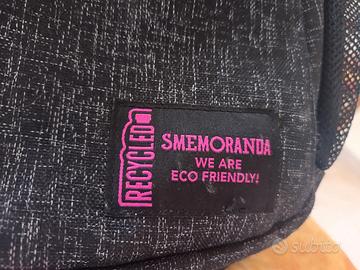 RECYCLED
SMEMORANDA
WE ARE
ECO FRIENDLY!
subito